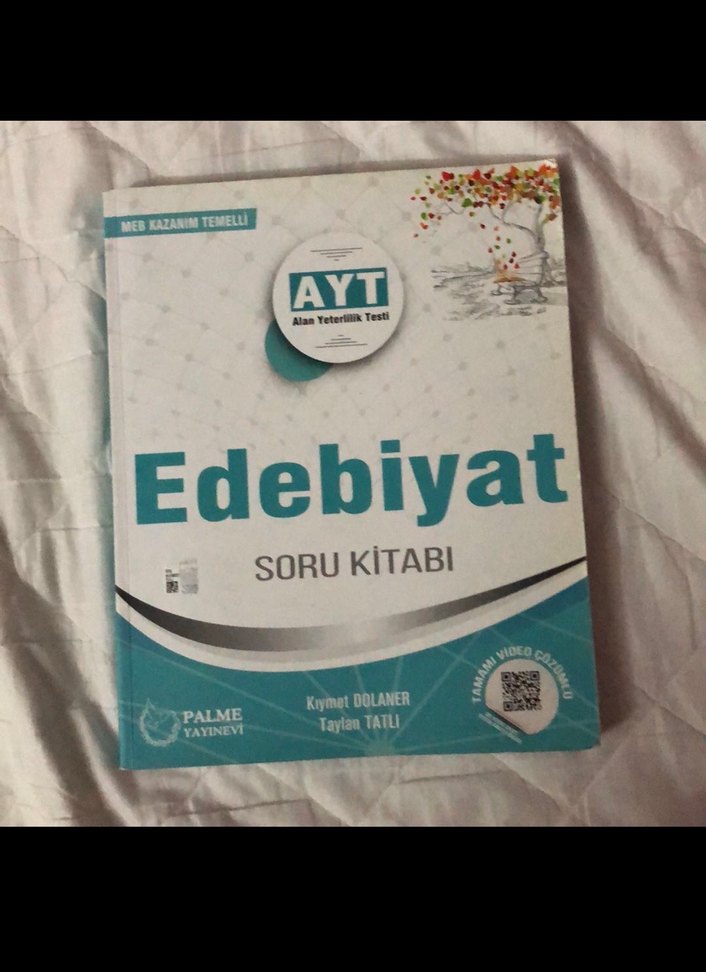 MEB KAZANIM TEMELLİ
AYT
Alan Yeterlilik Testi
Edebiyat
SORU KİTABI
Kıymet DOLANER
Taylan TATLI
PALME
YAYINEVİ
TAMAMI VİDEO ÇÖZÜMLÜ